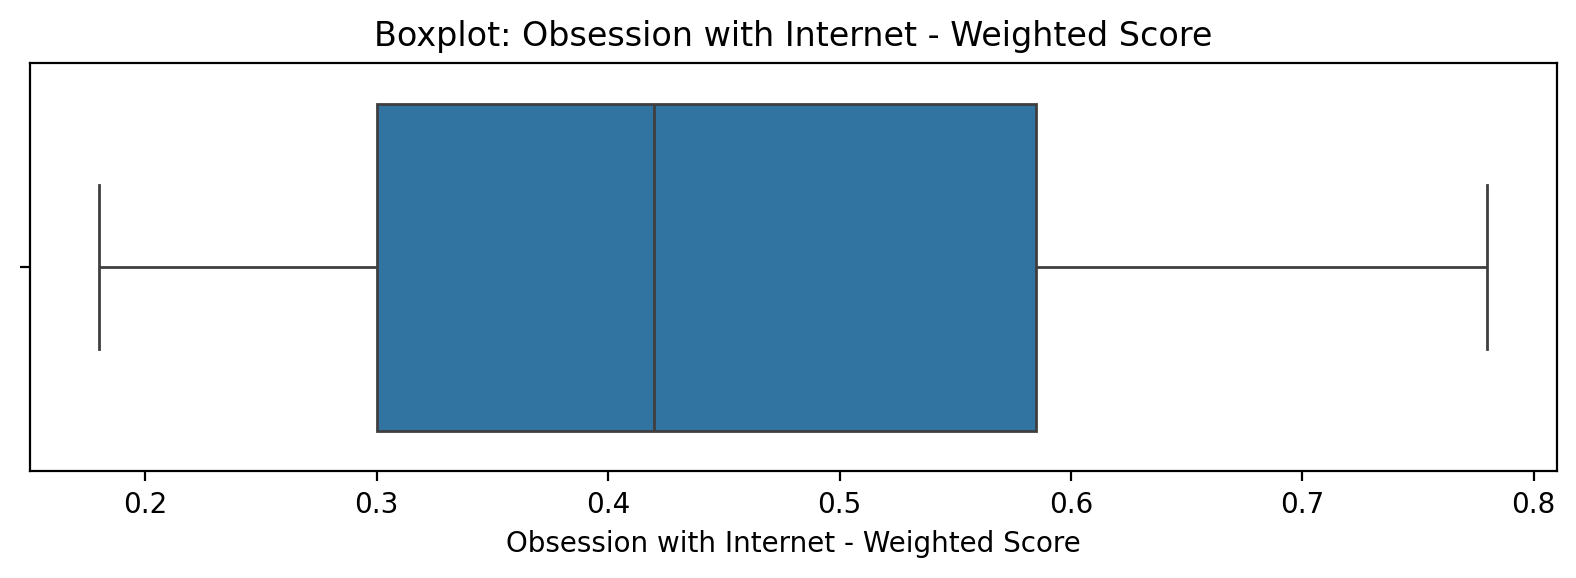 Boxplot: Obsession with Internet - Weighted Score
0.2 0.3 0.4 0.5 0.6 0.7 0.8
Obsession with Internet - Weighted Score